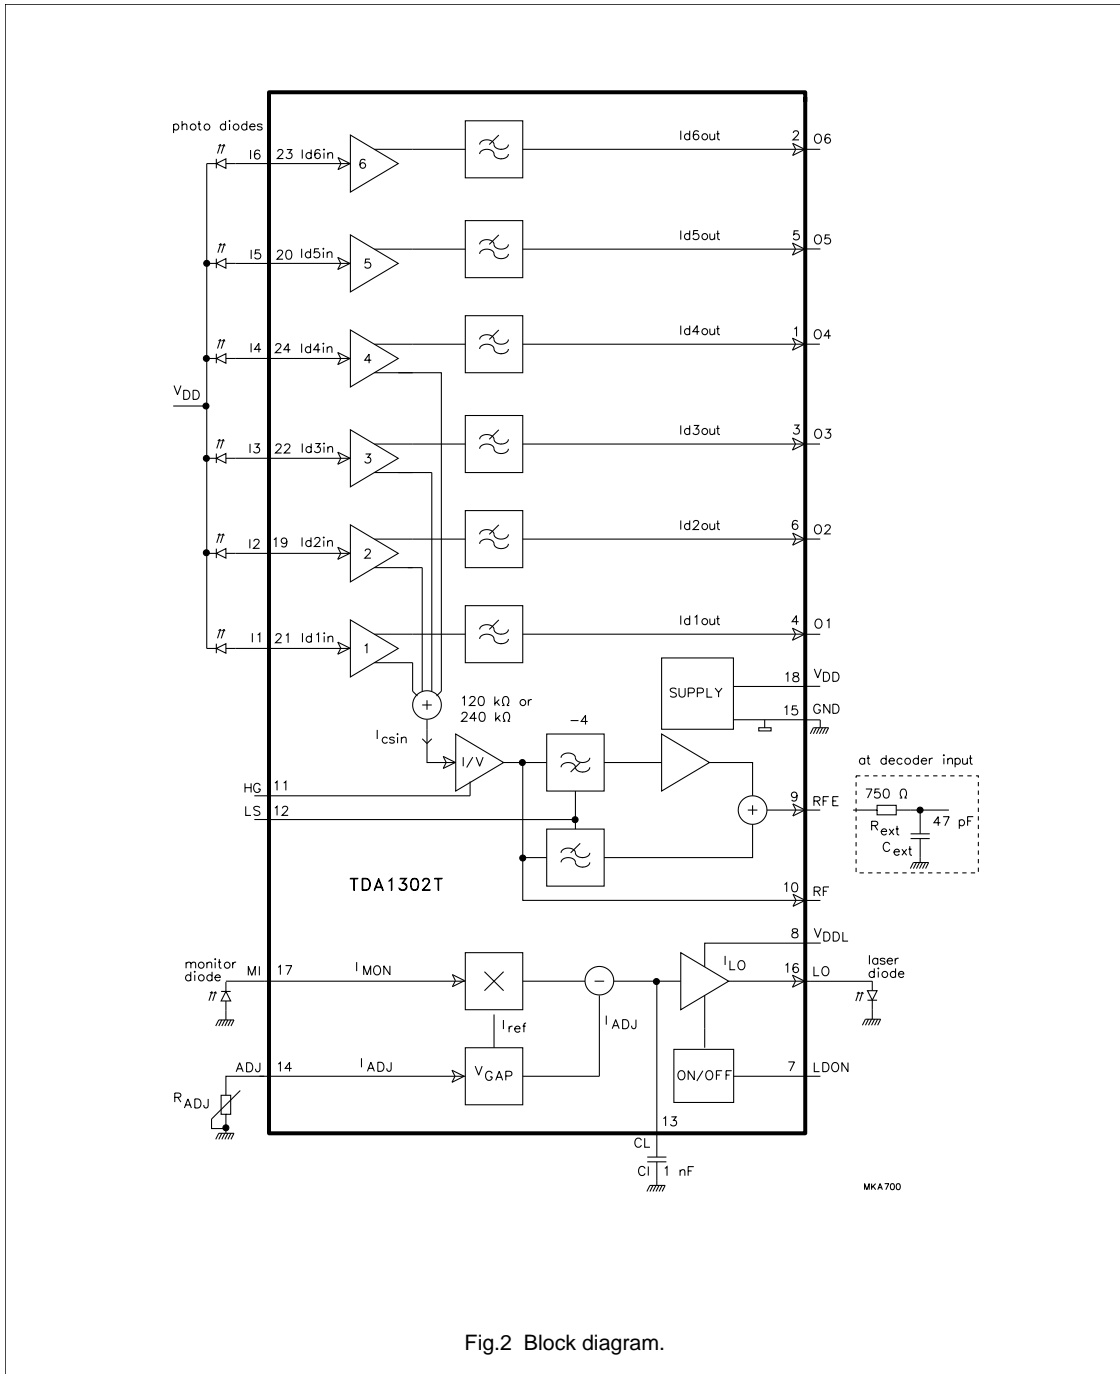 photo diodes
I6 23 Id6in 6 Id6out 2 O6
I5 20 Id5in 5 Id5out 5 O5
I4 24 Id4in 4 Id4out 1 O4
VDD
I3 22 Id3in 3 Id3out 3 O3
I2 19 Id2in 2 Id2out 6 O2
I1 21 Id1in 1 Id1out 4 O1
SUPPLY 18 VDD
15 GND
+
120 kΩ or
240 kΩ
-4
Icsin
I/V
HG 11
LS 12
+
9 RFE
at decoder input
750 Ω
Rext
47 pF
Cext
TDA1302T
10 RF
8 VDDL
monitor
diode
MI 17 IMON
−
ILO
16 LO
laser
diode
Iref
IADJ
ADJ 14 IADJ
VGAP
ON/OFF
7 LDON
RADJ
13
CL
Cl 1 nF
MKA700
Fig.2 Block diagram.